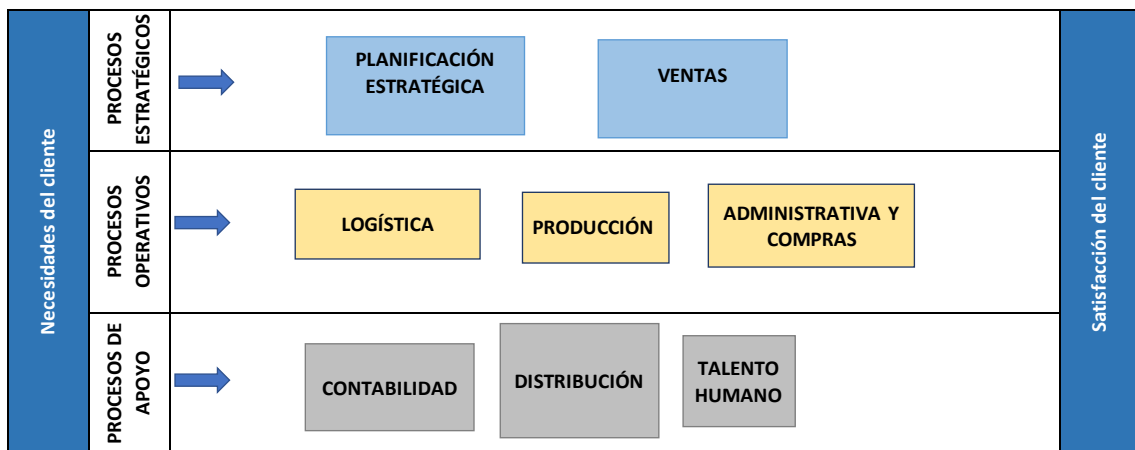 Necesidades del cliente
PROCESOS
ESTRATÉGICOS
PLANIFICACIÓN
ESTRATÉGICA
VENTAS
PROCESOS
OPERATIVOS
LOGÍSTICA
PRODUCCIÓN
ADMINISTRATIVA Y
COMPRAS
PROCESOS DE
APOYO
CONTABILIDAD
DISTRIBUCIÓN
TALENTO
HUMANO
Satisfacción del cliente